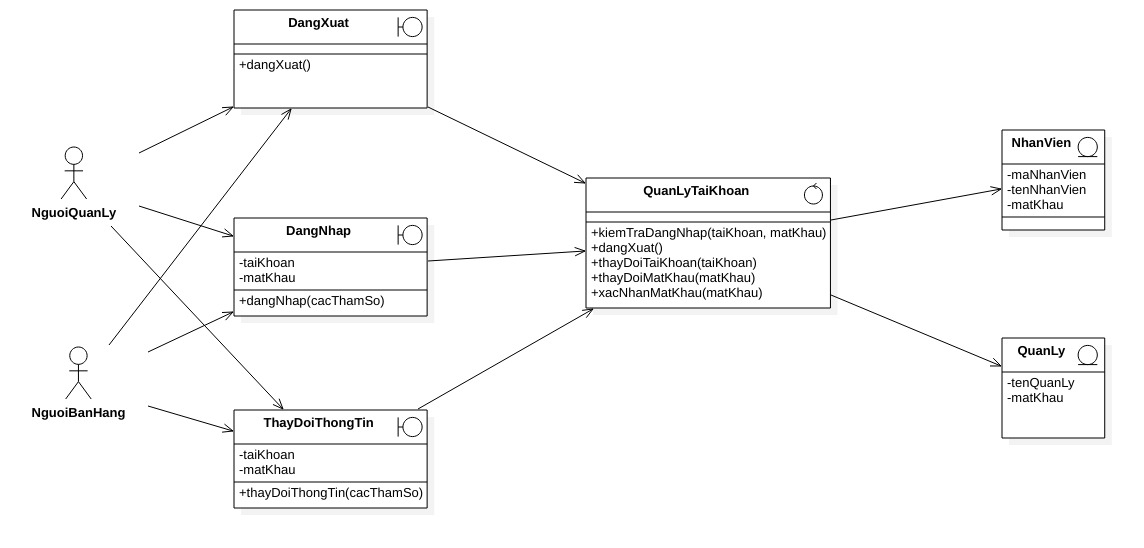 DangXuat
+dangXuat()
NguoiQuanLy
DangNhap
-taiKhoan
-matKhau
+dangNhap(cacThamSo)
NguoiBanHang
ThayDoiThongTin
-taiKhoan
-matKhau
+thayDoiThongTin(cacThamSo)
QuanLyTaiKhoan
+kiemTraDangNhap(taiKhoan, matKhau)
+dangXuat()
+thayDoiTaiKhoan(taiKhoan)
+thayDoiMatKhau(matKhau)
+xacNhanMatKhau(matKhau)
NhanVien
-maNhanVien
-tenNhanVien
-matKhau
QuanLy
-tenQuanLy
-matKhau